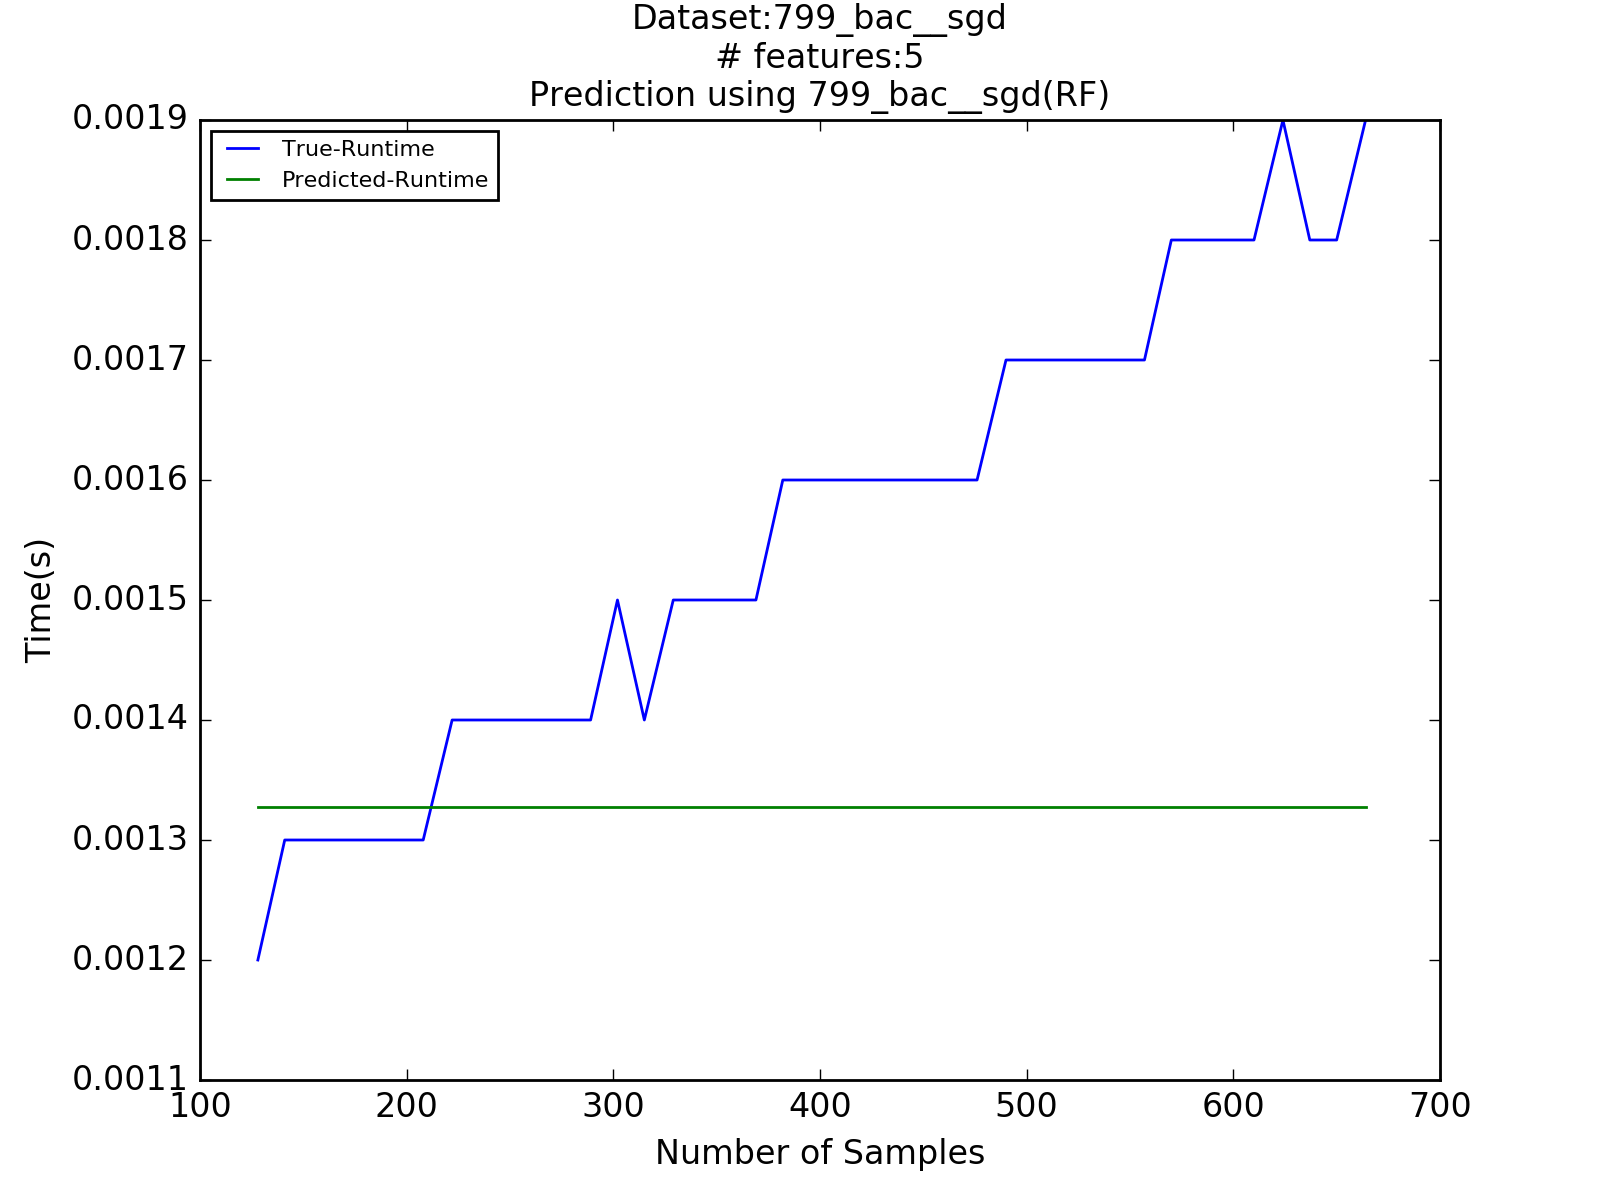 Dataset:799_bac__sgd
# features:5
Prediction using 799_bac__sgd(RF)
True-Runtime
Predicted-Runtime
0.0019
0.0018
0.0017
0.0016
0.0015
0.0014
0.0013
0.0012
0.0011
Time(s)
100 200 300 400 500 600 700
Number of Samples